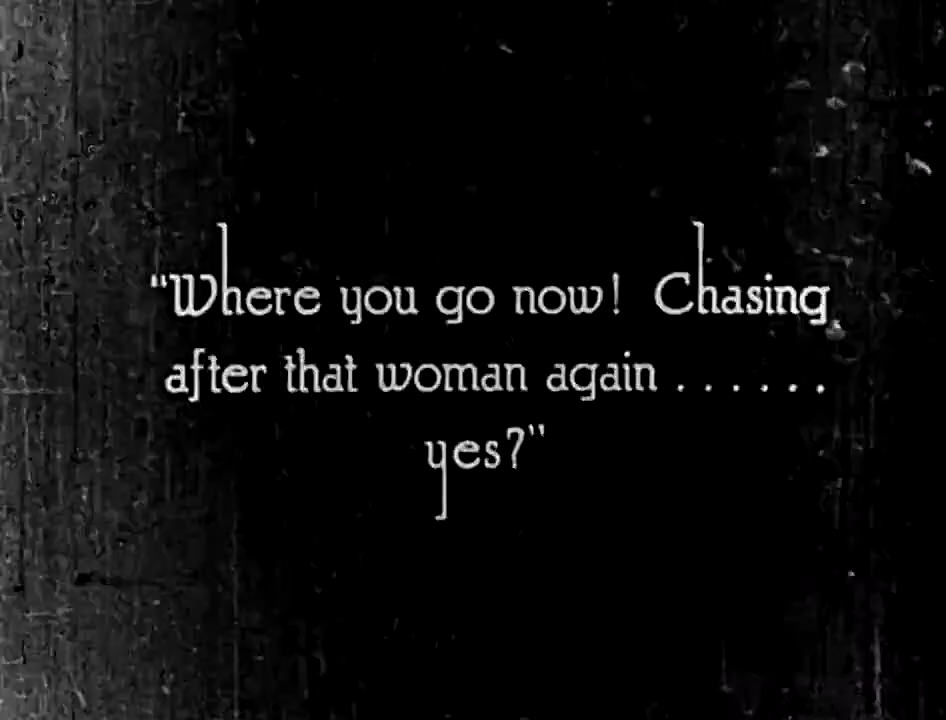 "Where you go now! Chasing
after that woman again . . . . . .
yes?"